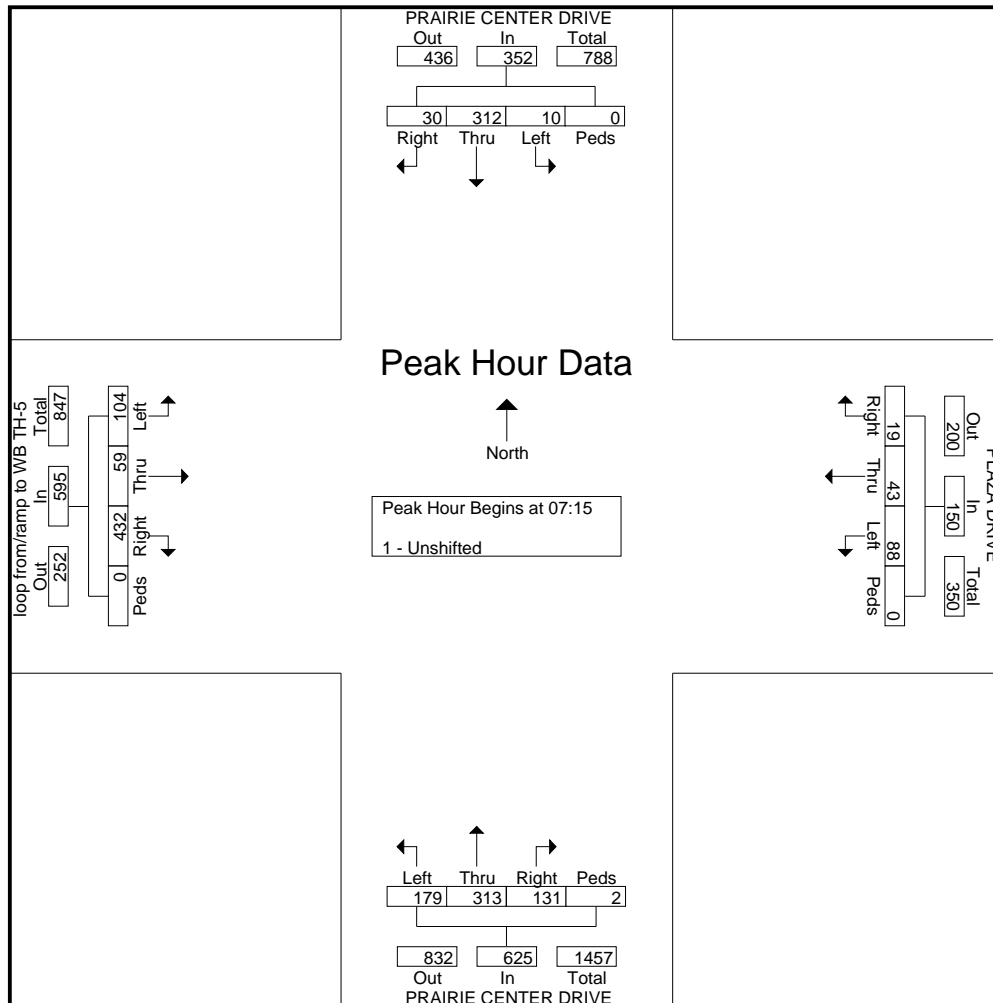 PRAIRIE CENTER DRIVE
Out In Total
436 352 788
30 312 10 0
Right Thru Left Peds
Peak Hour Data
North
Peak Hour Begins at 07:15
1 - Unshifted
loop from/ramp to WB TH-5
Out In Total
252 595 847
104 59 432 0
Left Thru Right Peds
PLAZA DRIVE
Out In Total
200 150 350
19 43 88 0
Right Thru Left Peds
Left Thru Right Peds
179 313 131 2
832 625 1457
Out In Total
PRAIRIE CENTER DRIVE